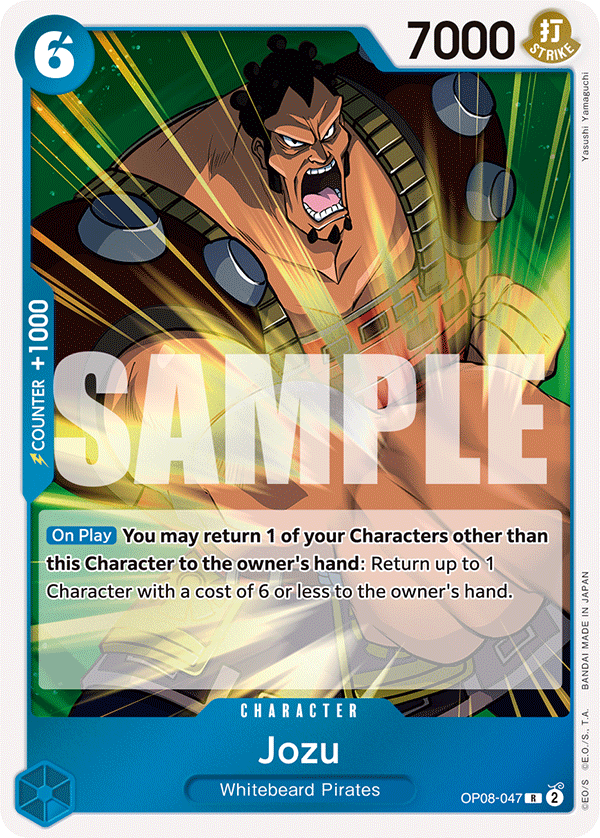 6
7000
打
STRIKE
Yasushi Yamaguchi
COUNTER +1000
SAMPLE
On Play You may return 1 of your Characters other than
this Character to the owner's hand: Return up to 1
Character with a cost of 6 or less to the owner's hand.
CHARACTER
Jozu
Whitebeard Pirates
OP08-047 R 2
©EO/S ©E.O./S., T.A. BANDAI MADE IN JAPAN